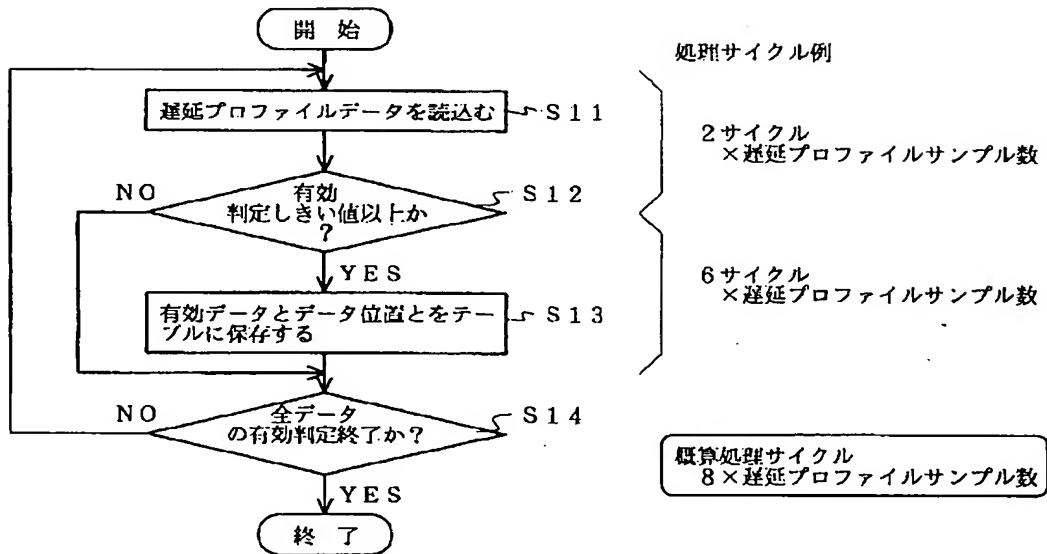 開 始
処理サイクル例
遅延プロファイルデータを読込む
S11
2サイクル
×遅延プロファイルサンプル数
NO
有効
判定しきい値以上か
?
S12
YES
6サイクル
×遅延プロファイルサンプル数
有効データとデータ位置とをテー
ブルに保存する
S13
NO
全データ
の有効判定終了か?
S14
概算処理サイクル
8×遅延プロファイルサンプル数
YES
終 了